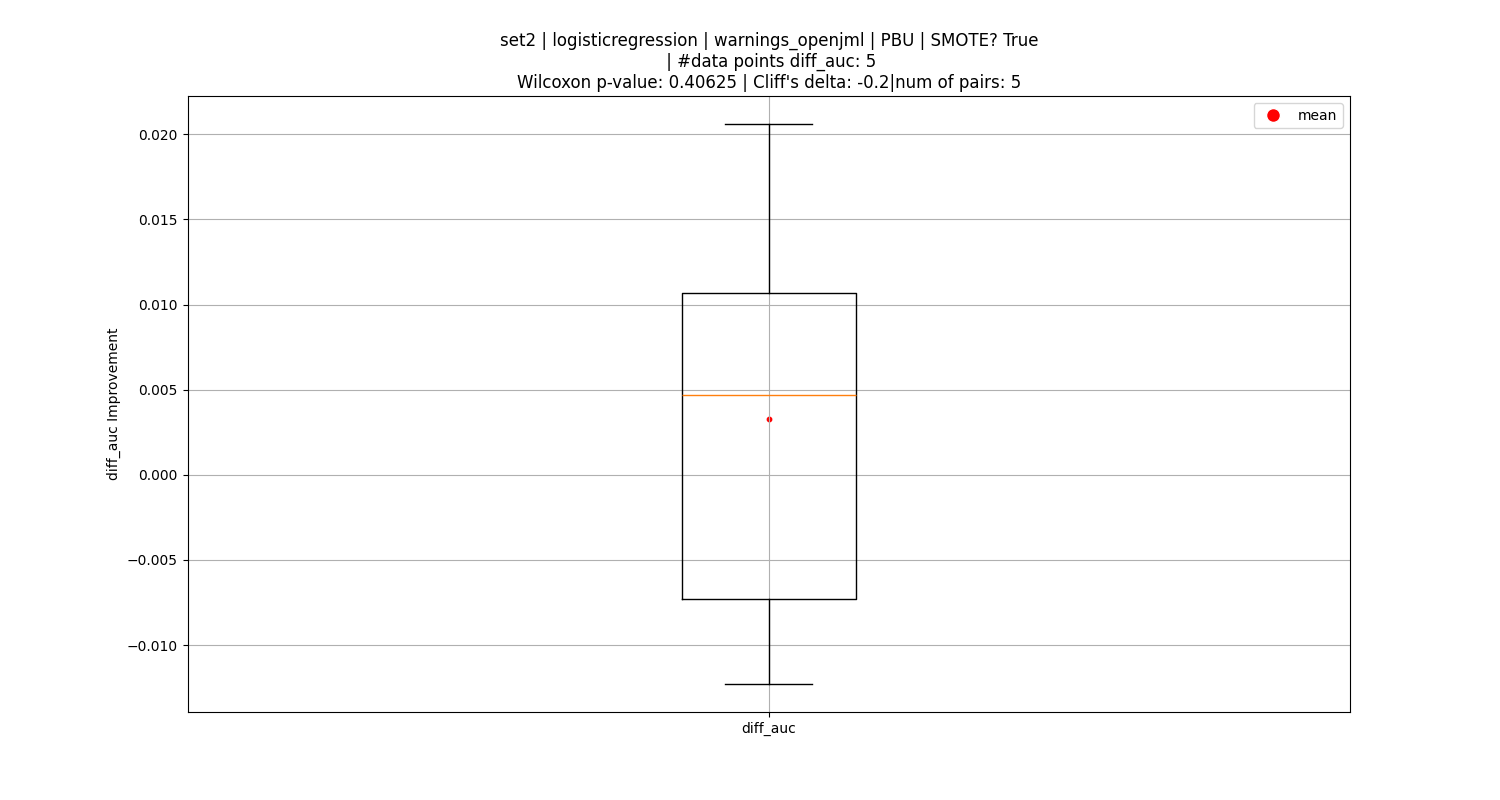 set2 | logisticregression | warnings_openjml | PBU | SMOTE? True
| #data points diff_auc: 5
Wilcoxon p-value: 0.40625 | Cliff's delta: -0.2|num of pairs: 5
mean
0.020
0.015
0.010
0.005
0.000
−0.005
−0.010
diff_auc Improvement
diff_auc